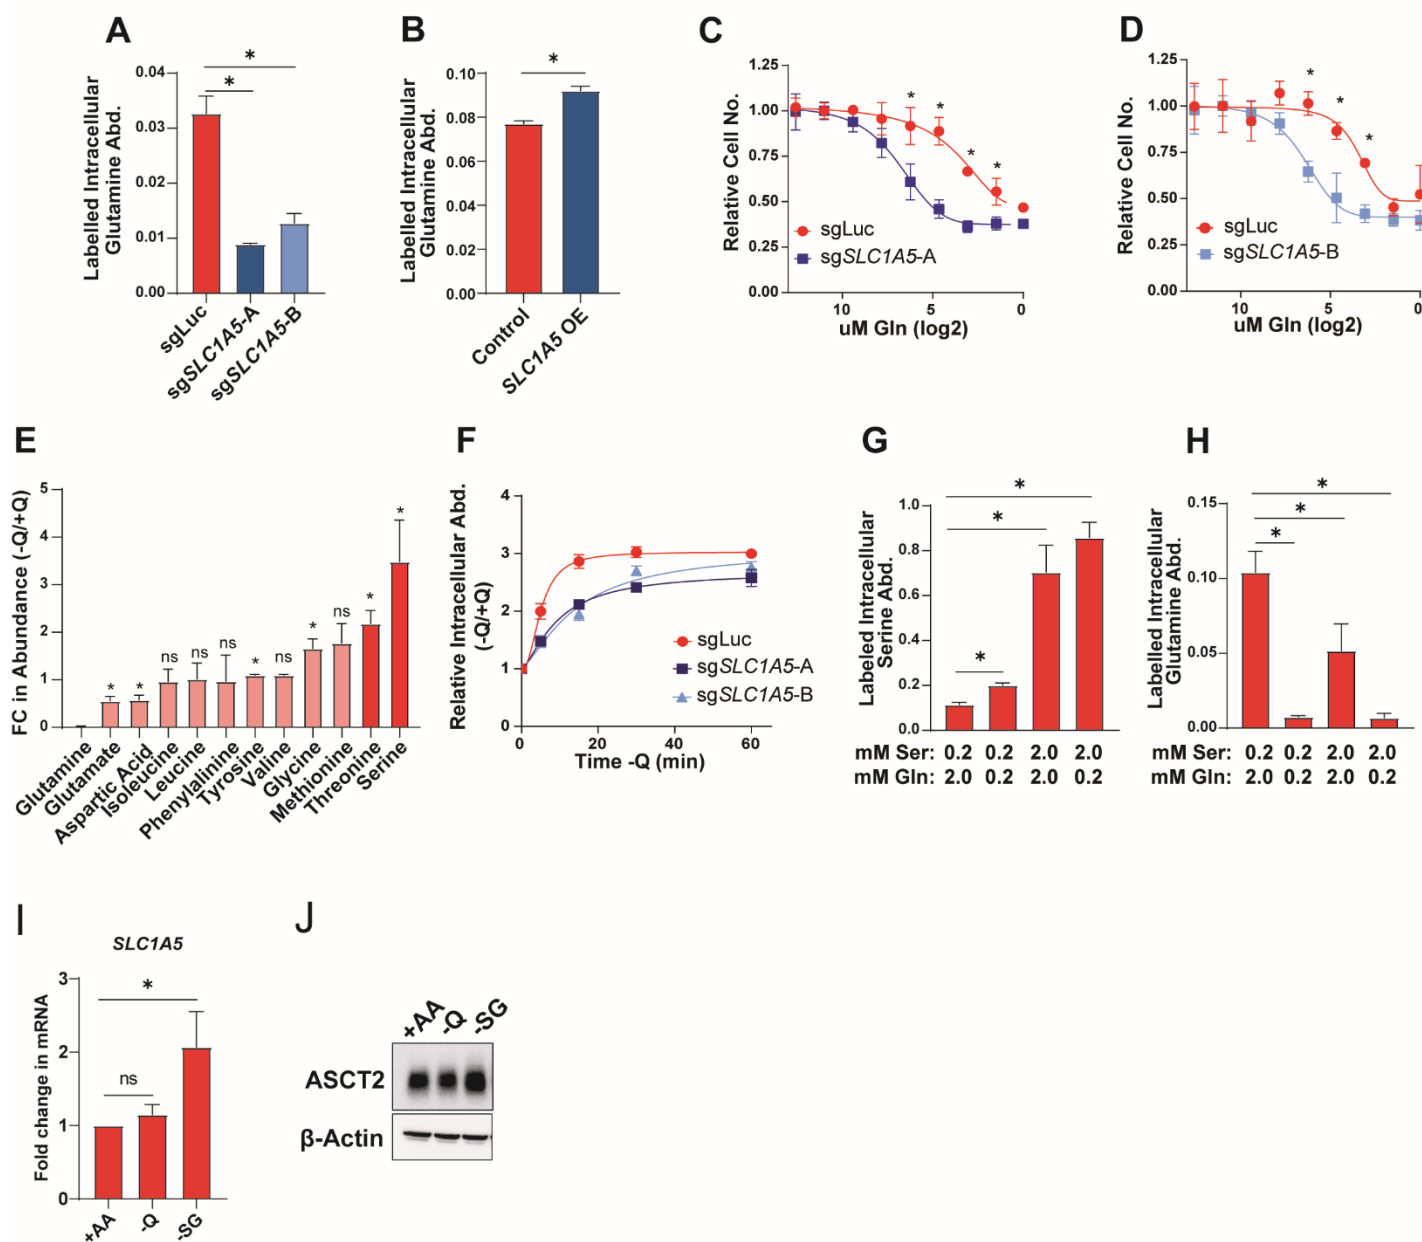 A
Labelled Intracellular
Glutamine Abd.
0.04
0.03
0.02
0.01
0.00
*
*
sgLuc
sgSLC1A5-A
sgSLC1A5-B
B
Labelled Intracellular
Glutamine Abd.
0.10
0.08
0.06
0.04
0.02
0.00
*
Control
SLC1A5 OE
C
Relative Cell No.
1.25
1.00
0.75
0.50
0.25
0.00
* * * *
sgLuc
sgSLC1A5-A
10 5 0
uM Gln (log2)
D
Relative Cell No.
1.25
1.00
0.75
0.50
0.25
0.00
* * *
sgLuc
sgSLC1A5-B
10 5 0
uM Gln (log2)
E
FC in Abundance (-Q/+Q)
5
4
3
2
1
0
* * ns ns ns * ns * ns * *
Glutamine
Glutamate
Aspartic Acid
Isoleucine
Leucine
Phenylalinine
Tyrosine
Valine
Glycine
Methionine
Threonine
Serine
F
Relative Intracellular Abd.
(-Q/+Q)
4
3
2
1
0
sgLuc
sgSLC1A5-A
sgSLC1A5-B
0 20 40 60
Time -Q (min)
G
Labeled Intracellular
Serine Abd.
1.0
0.8
0.6
0.4
0.2
0.0
*
*
*
mM Ser: 0.2 0.2 2.0 2.0
mM Gln: 2.0 0.2 2.0 0.2
H
Labelled Intracellular
Glutamine Abd.
0.15
0.10
0.05
0.00
*
*
*
mM Ser: 0.2 0.2 2.0 2.0
mM Gln: 2.0 0.2 2.0 0.2
I
SLC1A5
Fold change in mRNA
3
2
1
0
*
ns
+AA
-Q
-SG
J
+AA -Q -SG
ASCT2
β-Actin